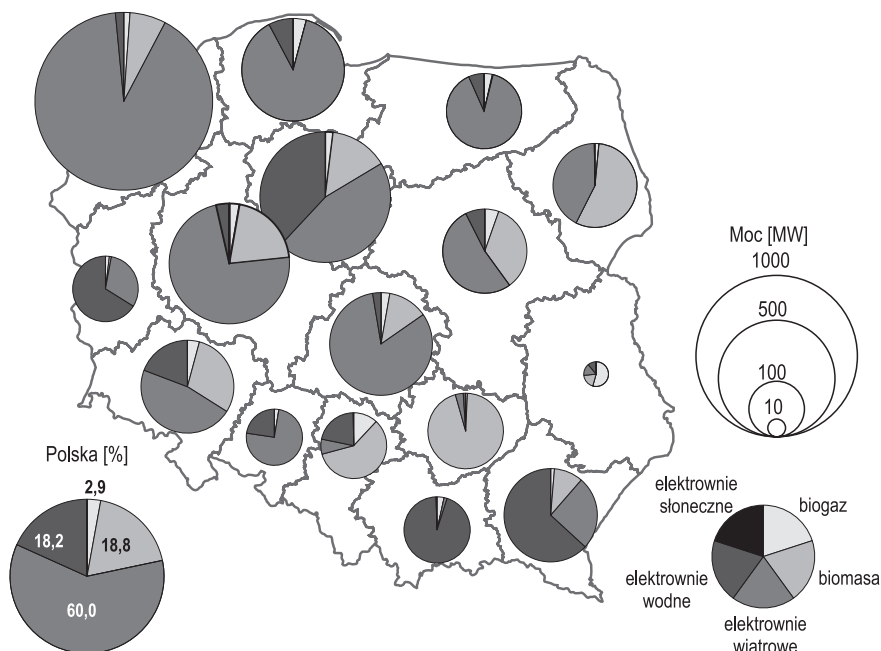 Moc [MW]
1000
500
100
10
Polska [%]
2,9
18,2
18,8
60,0
elektrownie
słoneczne
biogaz
elektrownie
wodne
biomasa
elektrownie
wiatrowe